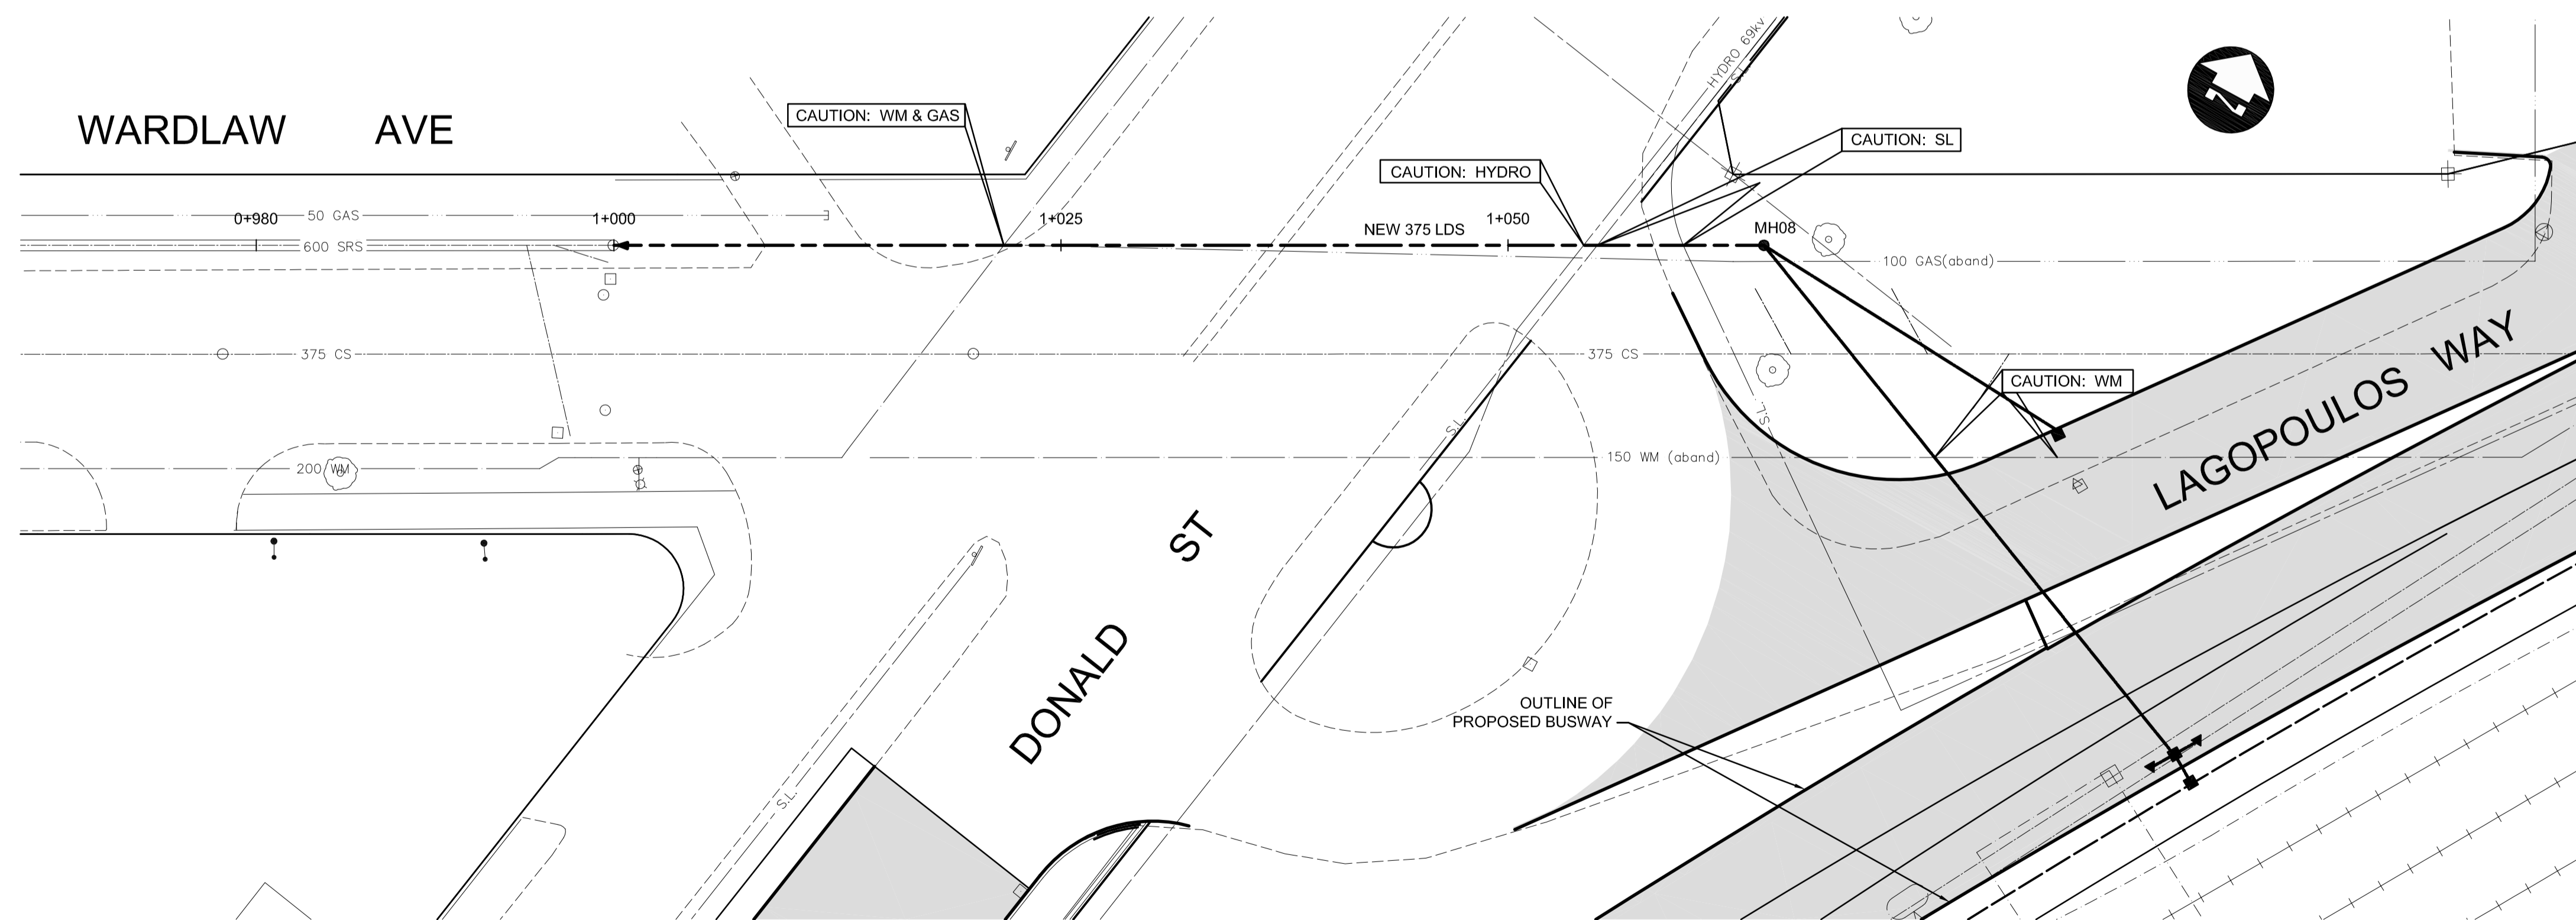 HYDRO 69kv
S.L.
CAUTION: WM & GAS
WARDLAW AVE
CAUTION: SL
CAUTION: HYDRO
N
0+980
50 GAS
1+000
1+025
1+050
600 SRS
NEW 375 LDS
MH08
100 GAS(aband)
375 CS
375 CS
CAUTION: WM
S.L.
S.L.
200 WM
150 WM (aband)
LAGOPOULOS WAY
DONALD ST
OUTLINE OF
PROPOSED BUSWAY
S.L.